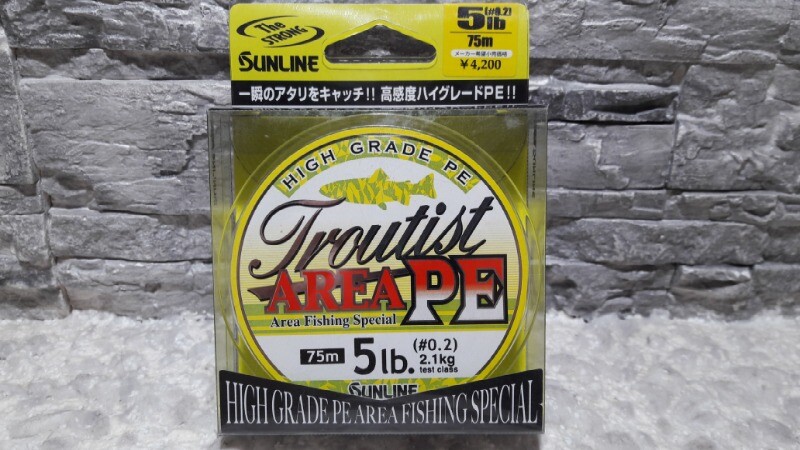 The STRONG
SUNLINE
5lb (#0.2)
75m
メーカー希望小売価格
¥4,200
一瞬のアタリをキャッチ!! 高感度ハイグレードPE!!
HIGH GRADE PE
Troutist
AREA PE
Area Fishing Special
75m 5lb. (#0.2)
2.1kg
test class
SUNLINE
HIGH GRADE PE AREA FISHING SPECIAL